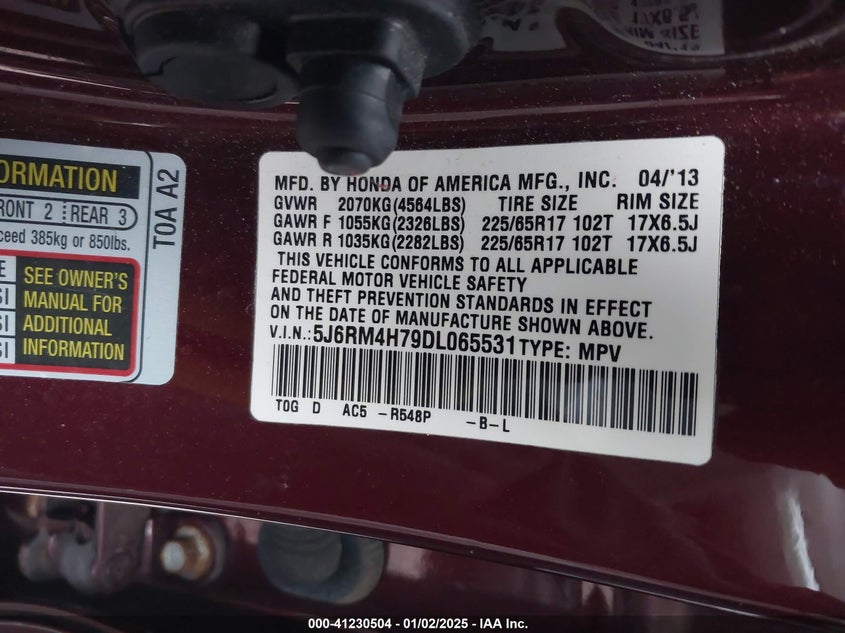 ORMATION
RONT 2 REAR 3
ceed 385kg or 850lbs.
SEE OWNER'S
MANUAL FOR
ADDITIONAL
INFORMATION
T0A A2
MFD. BY HONDA OF AMERICA MFG., INC. 04/'13
GVWR 2070KG(4564LBS) TIRE SIZE RIM SIZE
GAWR F 1055KG(2326LBS) 225/65R17 102T 17X6.5J
GAWR R 1035KG(2282LBS) 225/65R17 102T 17X6.5J
THIS VEHICLE CONFORMS TO ALL APPLICABLE
FEDERAL MOTOR VEHICLE SAFETY
AND THEFT PREVENTION STANDARDS IN EFFECT
ON THE DATE OF MANUFACTURE SHOWN ABOVE.
V.I.N.:5J6RM4H79DL065531 TYPE: MPV
T0G D AC5 -R548P -B-L
000-41230504 - 01/02/2025 - IAA Inc.